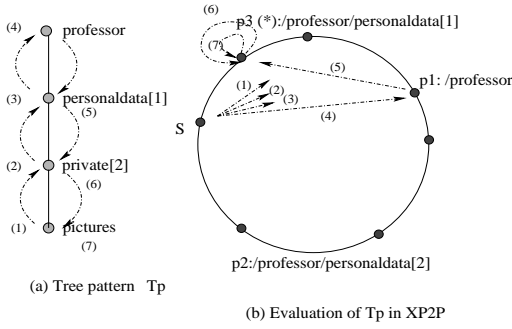 (4)
professor
(3)
personaldata[1]
(5)
(2)
private[2]
(6)
(1)
pictures
(7)
(a) Tree pattern Tp
(6)
p3 (*):/professor/personaldata[1]
(7)
(5)
p1: /professor
(1)
(2)
(3)
(4)
S
p2:/professor/personaldata[2]
(b) Evaluation of Tp in XP2P